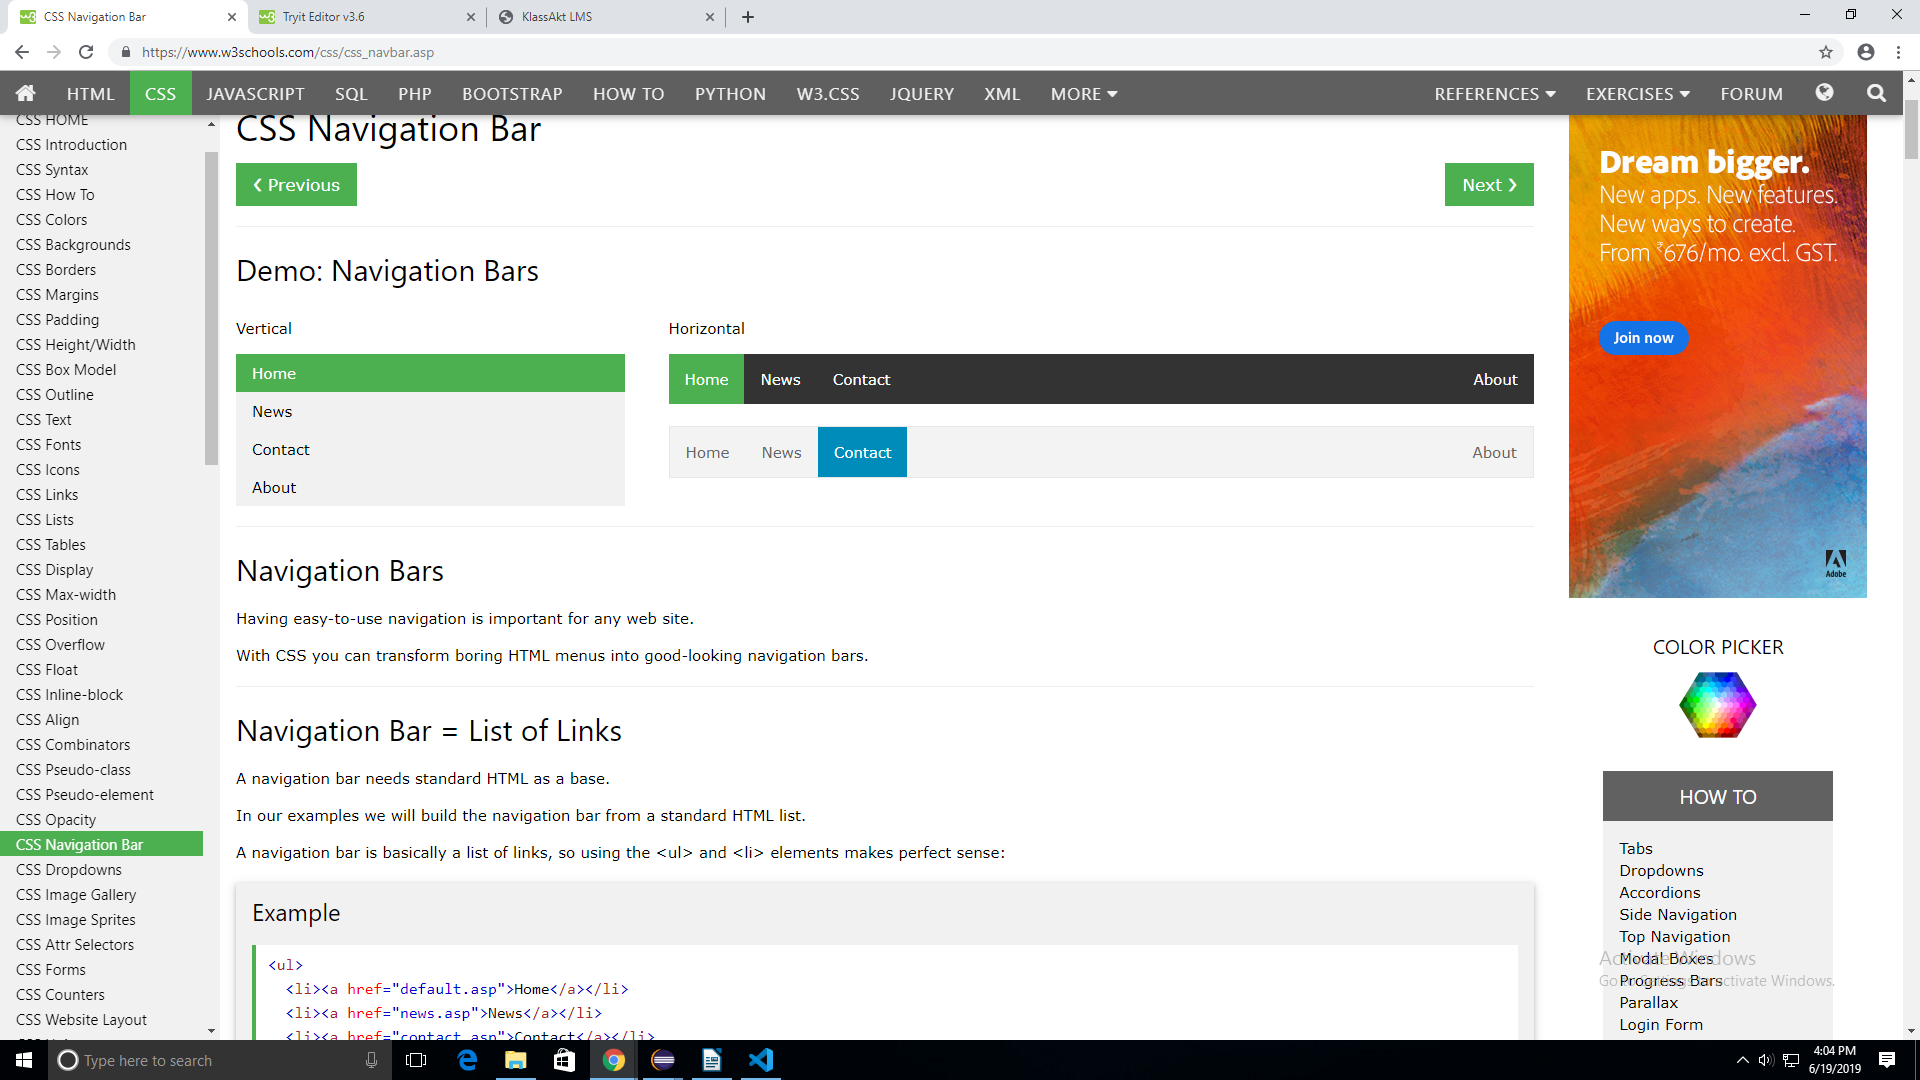 CSS Navigation Bar
Tryit Editor v3.6
KlassAkt LMS
https://www.w3schools.com/css/css_navbar.asp
HTML CSS JAVASCRIPT SQL PHP BOOTSTRAP HOW TO PYTHON W3.CSS JQUERY XML MORE REFERENCES EXERCISES FORUM
CSS HOME
CSS Introduction
CSS Syntax
CSS How To
CSS Colors
CSS Backgrounds
CSS Borders
CSS Margins
CSS Padding
CSS Height/Width
CSS Box Model
CSS Outline
CSS Text
CSS Fonts
CSS Icons
CSS Links
CSS Lists
CSS Tables
CSS Display
CSS Max-width
CSS Position
CSS Overflow
CSS Float
CSS Inline-block
CSS Align
CSS Combinators
CSS Pseudo-class
CSS Pseudo-element
CSS Opacity
CSS Navigation Bar
CSS Dropdowns
CSS Image Gallery
CSS Image Sprites
CSS Attr Selectors
CSS Forms
CSS Counters
CSS Website Layout
CSS Navigation Bar
❮ Previous
Next ❯
Demo: Navigation Bars
Vertical
Home
News
Contact
About
Horizontal
Home News Contact About
Home News Contact About
Navigation Bars
Having easy-to-use navigation is important for any web site.
With CSS you can transform boring HTML menus into good-looking navigation bars.
Navigation Bar = List of Links
A navigation bar needs standard HTML as a base.
In our examples we will build the navigation bar from a standard HTML list.
A navigation bar is basically a list of links, so using the <ul> and <li> elements makes perfect sense:
Example
<ul>
<li><a href="default.asp">Home</a></li>
<li><a href="news.asp">News</a></li>
<li><a href="contact.asp">Contact</a></li>
Dream bigger.
New apps. New features.
New ways to create.
From ₹676/mo. excl. GST.
Join now
Adobe
COLOR PICKER
HOW TO
Tabs
Dropdowns
Accordions
Side Navigation
Top Navigation
Modal Boxes
Progress Bars
Parallax
Login Form
Activate Windows
Go to Settings to activate Windows.
Type here to search
4:04 PM
6/19/2019